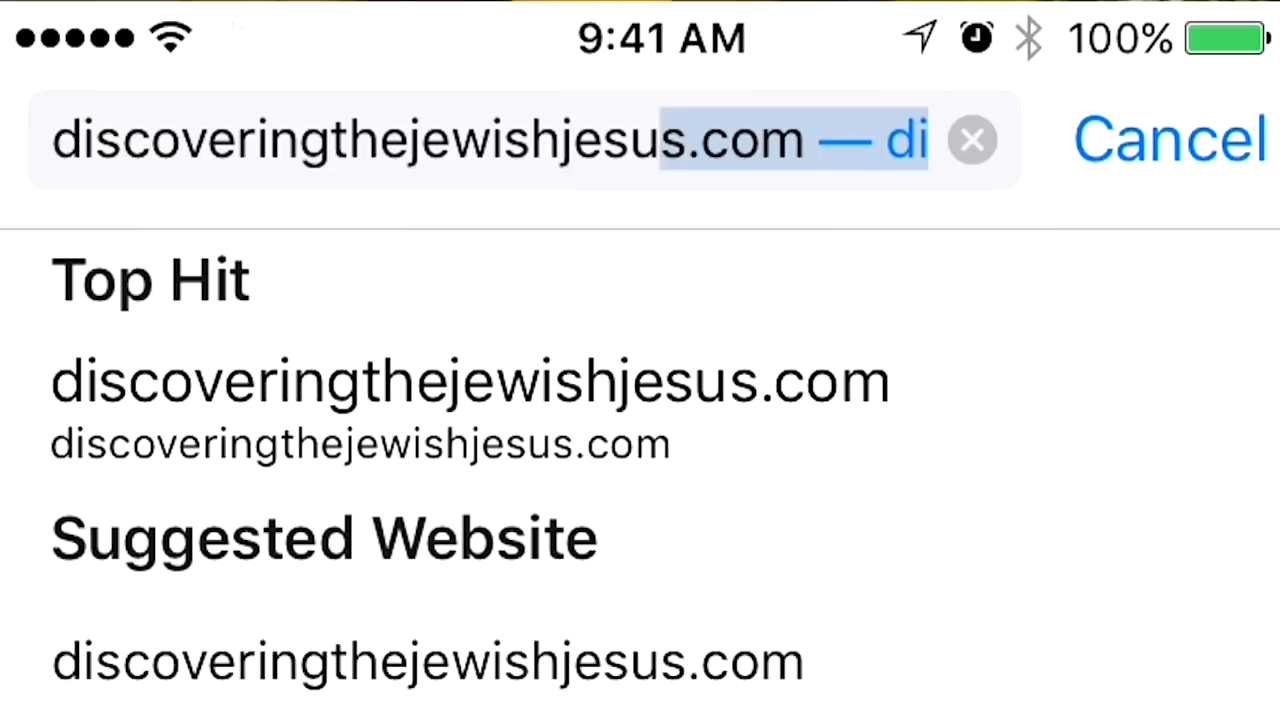 9:41 AM 100%
discoveringthejewishjesus.com — di Cancel
Top Hit
discoveringthejewishjesus.com
discoveringthejewishjesus.com
Suggested Website
discoveringthejewishjesus.com